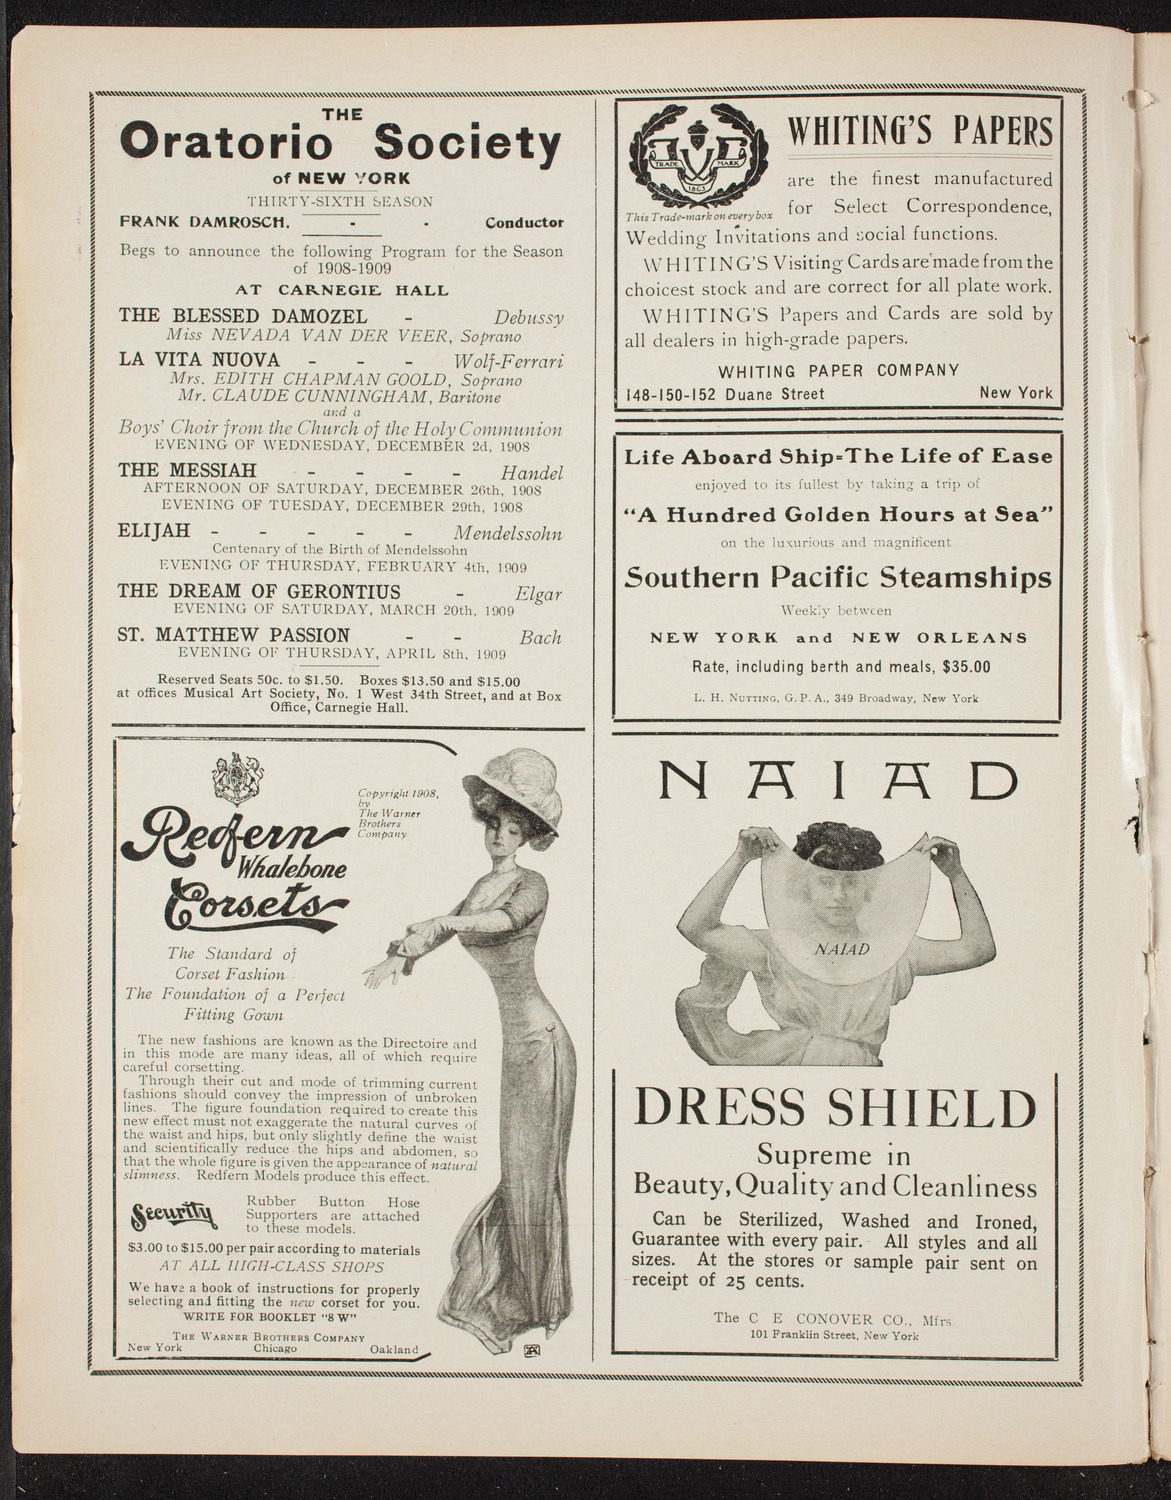 THE
Oratorio Society
of NEW YORK
THIRTY-SIXTH SEASON
FRANK DAMROSCH, - - Conductor
Begs to announce the following Program for the Season
of 1908-1909
AT CARNEGIE HALL
THE BLESSED DAMOZEL - Debussy
Miss NEVADA VAN DER VEER, Soprano
LA VITA NUOVA - - - Wolf-Ferrari
Mrs. EDITH CHAPMAN GOOLD, Soprano
Mr. CLAUDE CUNNINGHAM, Baritone
and a
Boys' Choir from the Church of the Holy Communion
EVENING OF WEDNESDAY, DECEMBER 2d, 1908
THE MESSIAH - - - - Handel
AFTERNOON OF SATURDAY, DECEMBER 26th, 1908
EVENING OF TUESDAY, DECEMBER 29th, 1908
ELIJAH - - - - - Mendelssohn
Centenary of the Birth of Mendelssohn
EVENING OF THURSDAY, FEBRUARY 4th, 1909
THE DREAM OF GERONTIUS - Elgar
EVENING OF SATURDAY, MARCH 20th, 1909
ST. MATTHEW PASSION - - Bach
EVENING OF THURSDAY, APRIL 8th, 1909
Reserved Seats 50c. to $1.50. Boxes $13.50 and $15.00
at offices Musical Art Society, No. 1 West 34th Street, and at Box
Office, Carnegie Hall.
Copyright 1908,
by
The Warner
Brothers
Company
Redfern
Whalebone
Corsets
The Standard of
Corset Fashion
The Foundation of a Perfect
Fitting Gown
The new fashions are known as the Directoire and
in this mode are many ideas, all of which require
careful corsetting.
Through their cut and mode of trimming current
fashions should convey the impression of unbroken
lines. The figure foundation required to create this
new effect must not exaggerate the natural curves of
the waist and hips, but only slightly define the waist
and scientifically reduce the hips and abdomen, so
that the whole figure is given the appearance of natural
slimness. Redfern Models produce this effect.
Security
Rubber Button Hose
Supporters are attached
to these models.
$3.00 to $15.00 per pair according to materials
AT ALL HIGH-CLASS SHOPS
We have a book of instructions for properly
selecting and fitting the new corset for you.
WRITE FOR BOOKLET "8 W"
THE WARNER BROTHERS COMPANY
New York Chicago Oakland
TRADE MARK
1865
This Trade-mark on every box
WHITING'S PAPERS
are the finest manufactured
for Select Correspondence,
Wedding Invitations and social functions.
WHITING'S Visiting Cards are made from the
choicest stock and are correct for all plate work.
WHITING'S Papers and Cards are sold by
all dealers in high-grade papers.
WHITING PAPER COMPANY
148-150-152 Duane Street New York
Life Aboard Ship=The Life of Ease
enjoyed to its fullest by taking a trip of
"A Hundred Golden Hours at Sea"
on the luxurious and magnificent
Southern Pacific Steamships
Weekly between
NEW YORK and NEW ORLEANS
Rate, including berth and meals, $35.00
L. H. NUTTING, G. P. A., 349 Broadway, New York
NAIAD
NAIAD
DRESS SHIELD
Supreme in
Beauty, Quality and Cleanliness
Can be Sterilized, Washed and Ironed,
Guarantee with every pair. All styles and all
sizes. At the stores or sample pair sent on
receipt of 25 cents.
The C E CONOVER CO., Mfrs
101 Franklin Street, New York